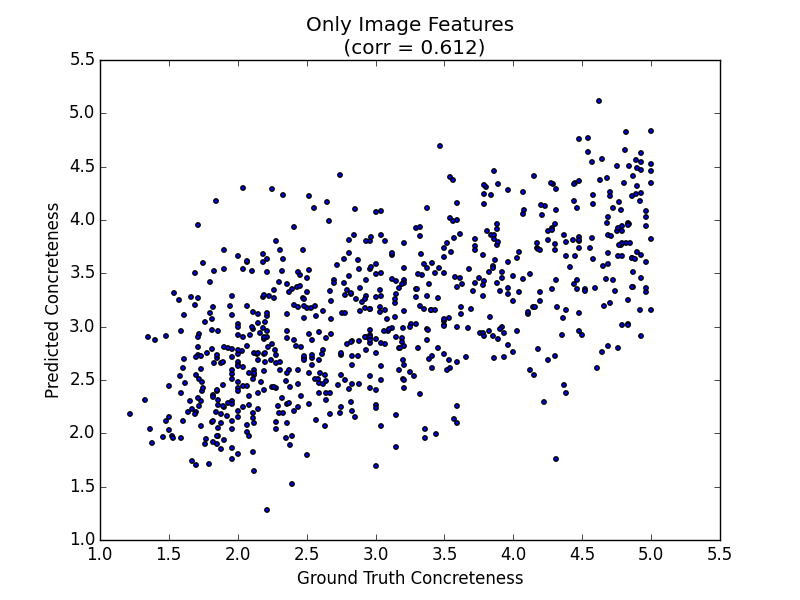 Only Image Features
(corr = 0.612)
5.5
5.0
4.5
4.0
3.5
3.0
2.5
2.0
1.5
1.0
Predicted Concreteness
1.0 1.5 2.0 2.5 3.0 3.5 4.0 4.5 5.0 5.5
Ground Truth Concreteness